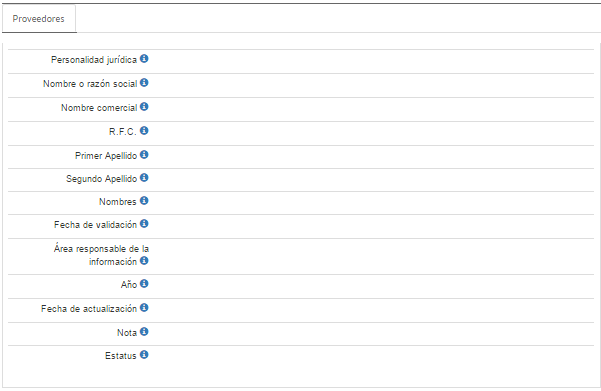 Proveedores
Personalidad jurídica
Nombre o razón social
Nombre comercial
R.F.C.
Primer Apellido
Segundo Apellido
Nombres
Fecha de validación
Área responsable de la
información
Año
Fecha de actualización
Nota
Estatus